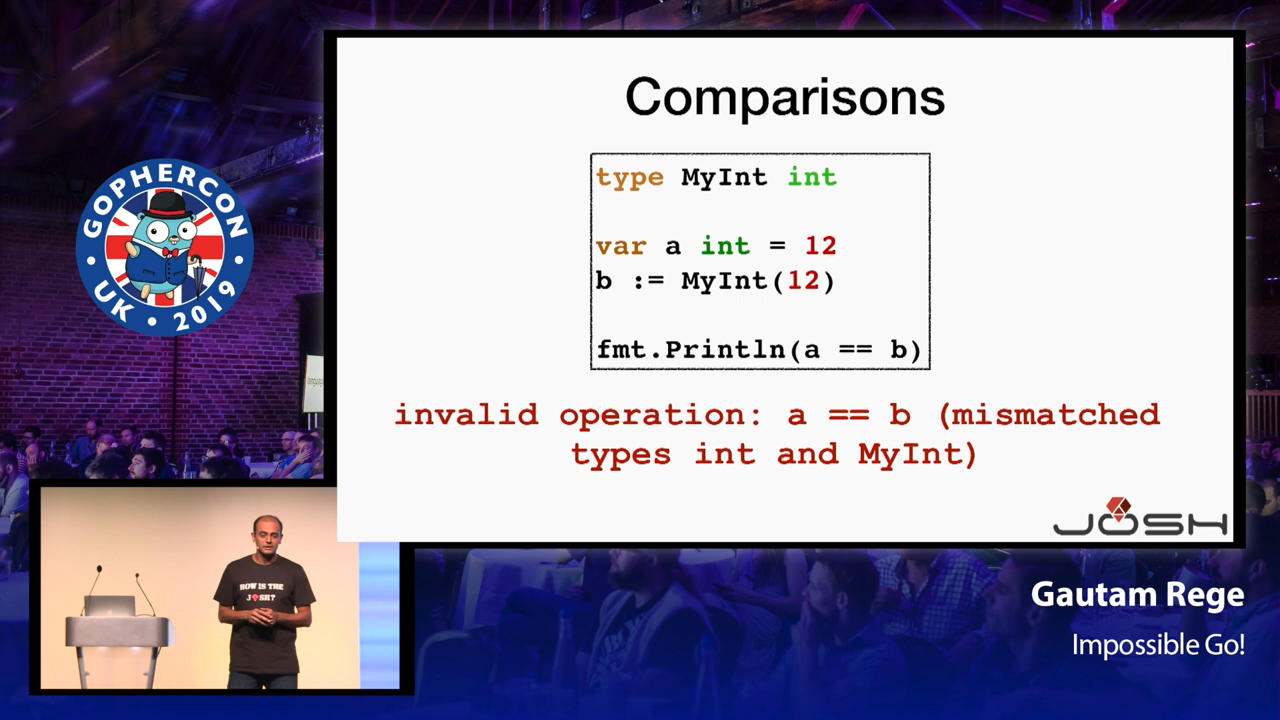 Comparisons
type MyInt int
var a int = 12
b := MyInt(12)
fmt.Println(a == b)
invalid operation: a == b (mismatched
types int and MyInt)
JOSH
GOPHERCON
UK • 2019
HOW IS THE
JOSH?
Gautam Rege
Impossible Go!